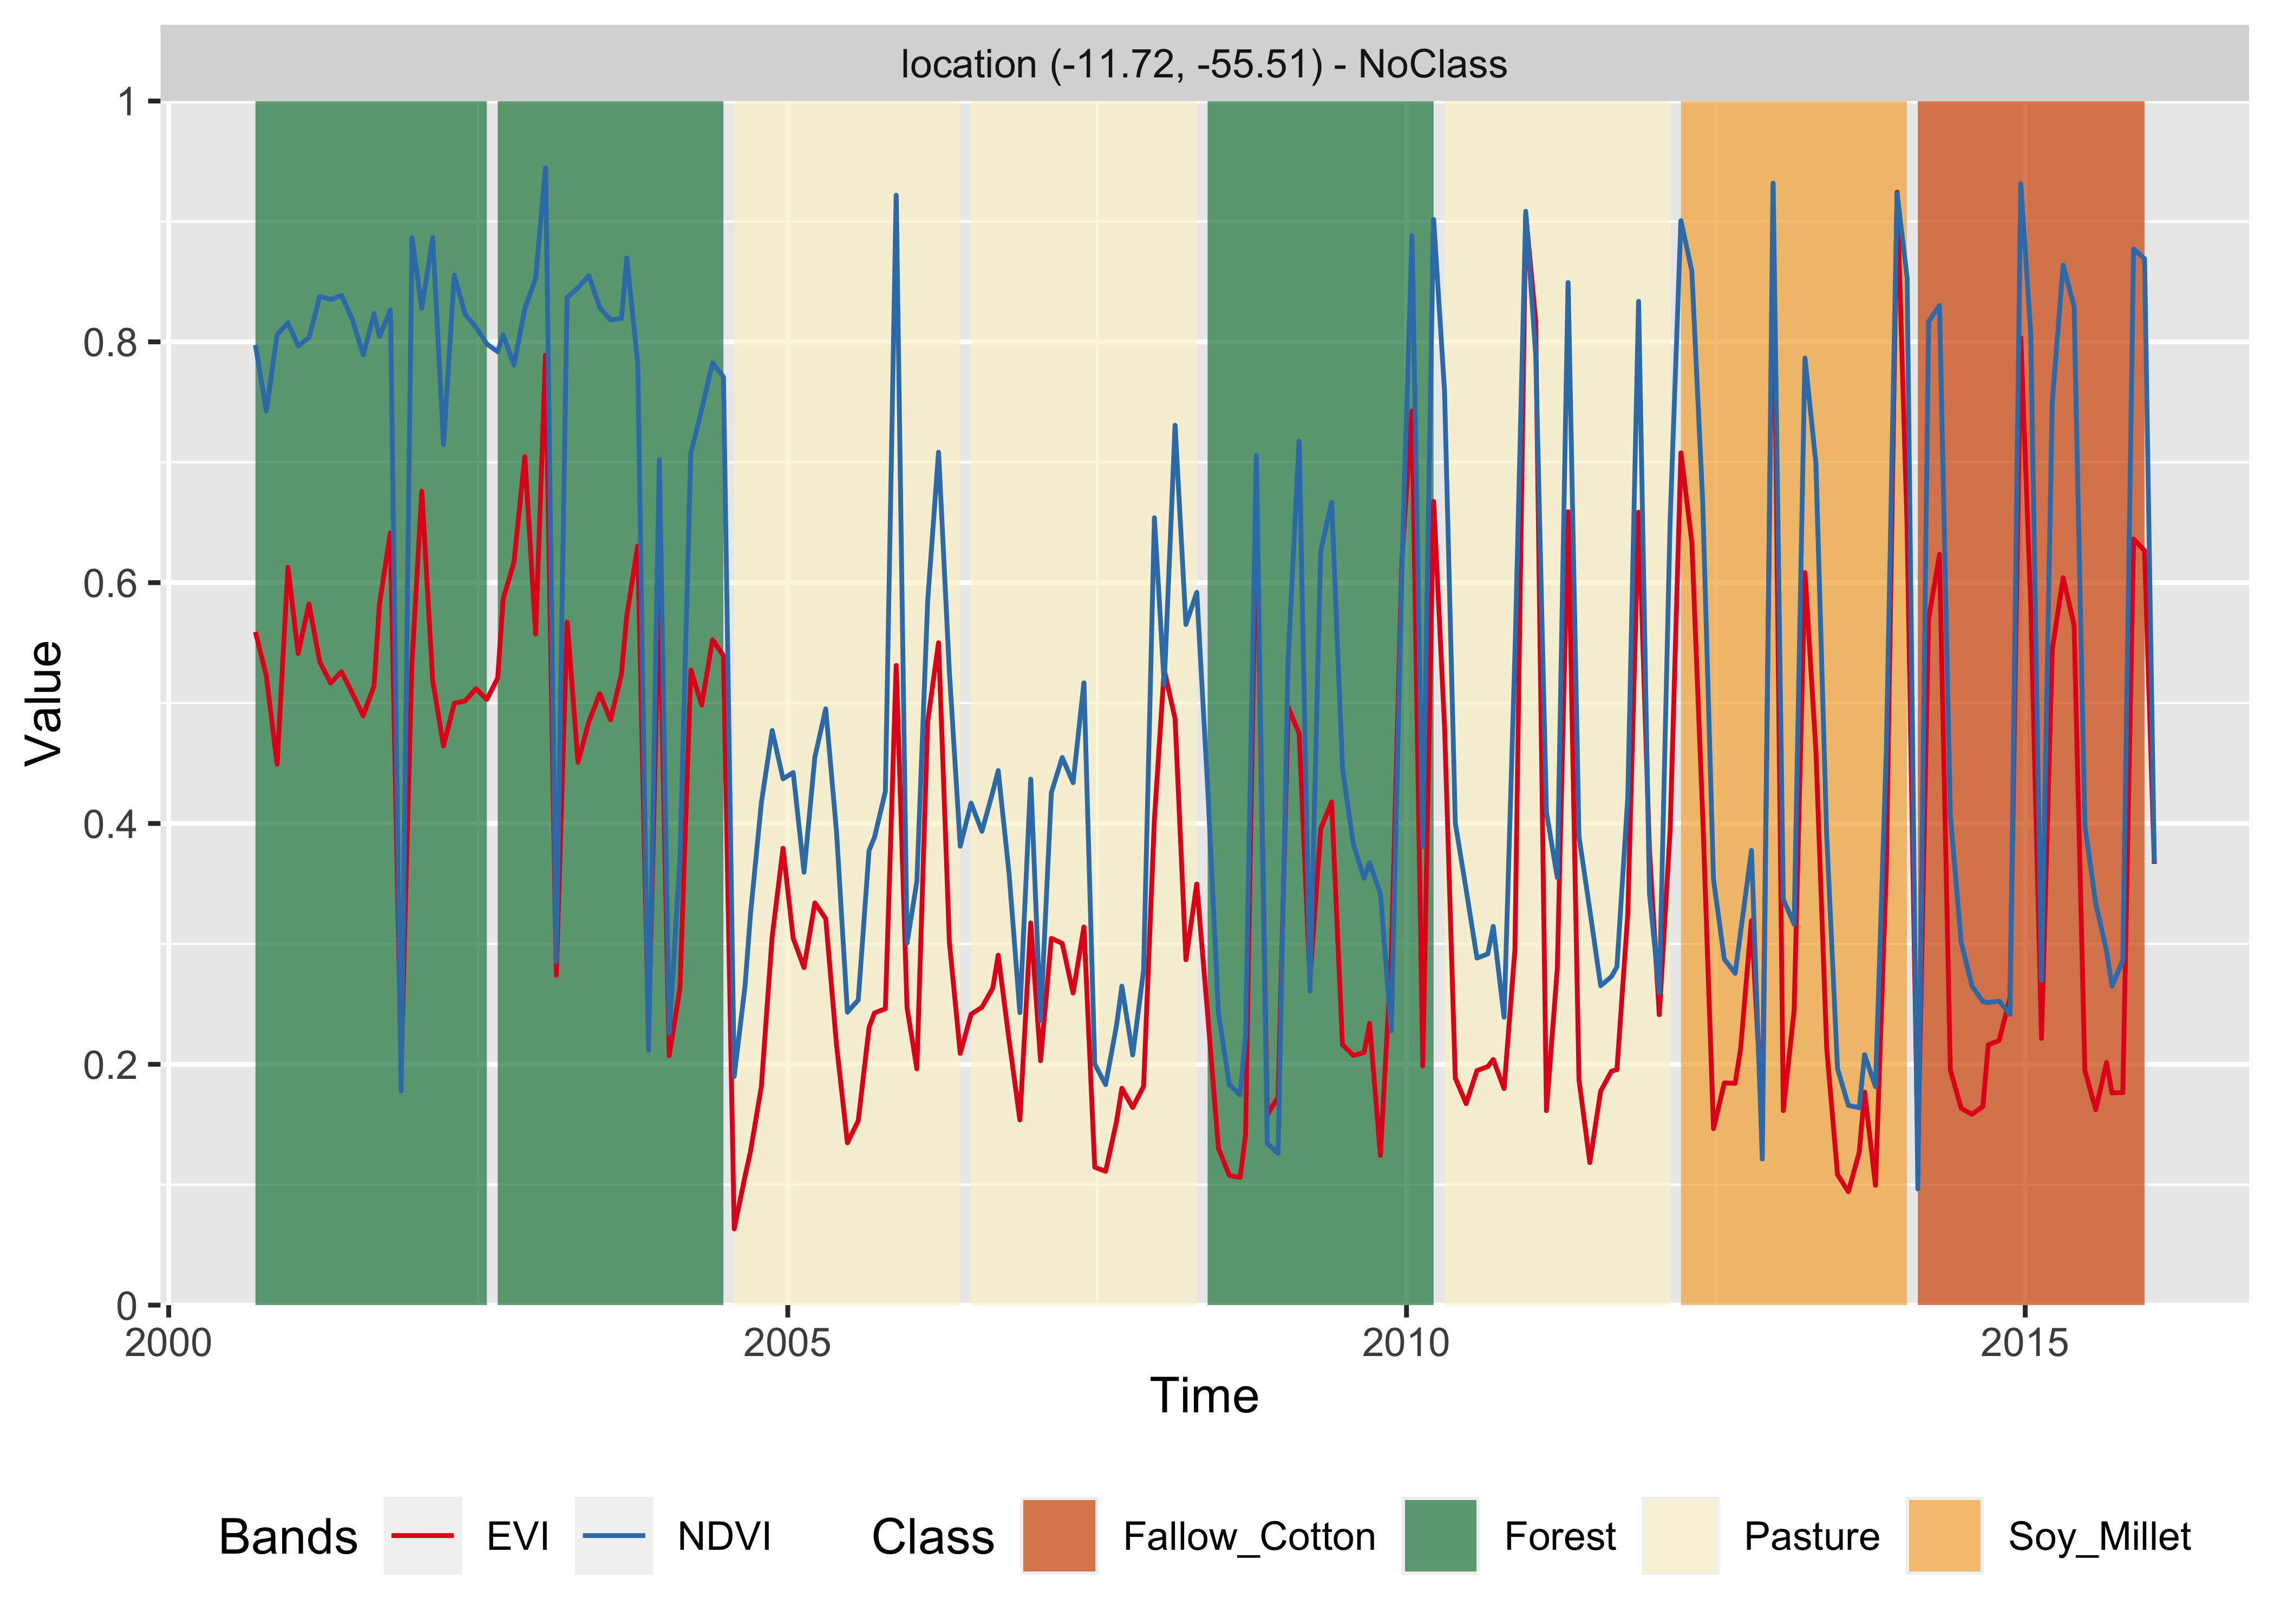 location (-11.72, -55.51) - NoClass
1
0.8
0.6
0.4
0.2
0
Value
2000 2005 2010 2015
Time
Bands EVI NDVI Class Fallow_Cotton Forest Pasture Soy_Millet